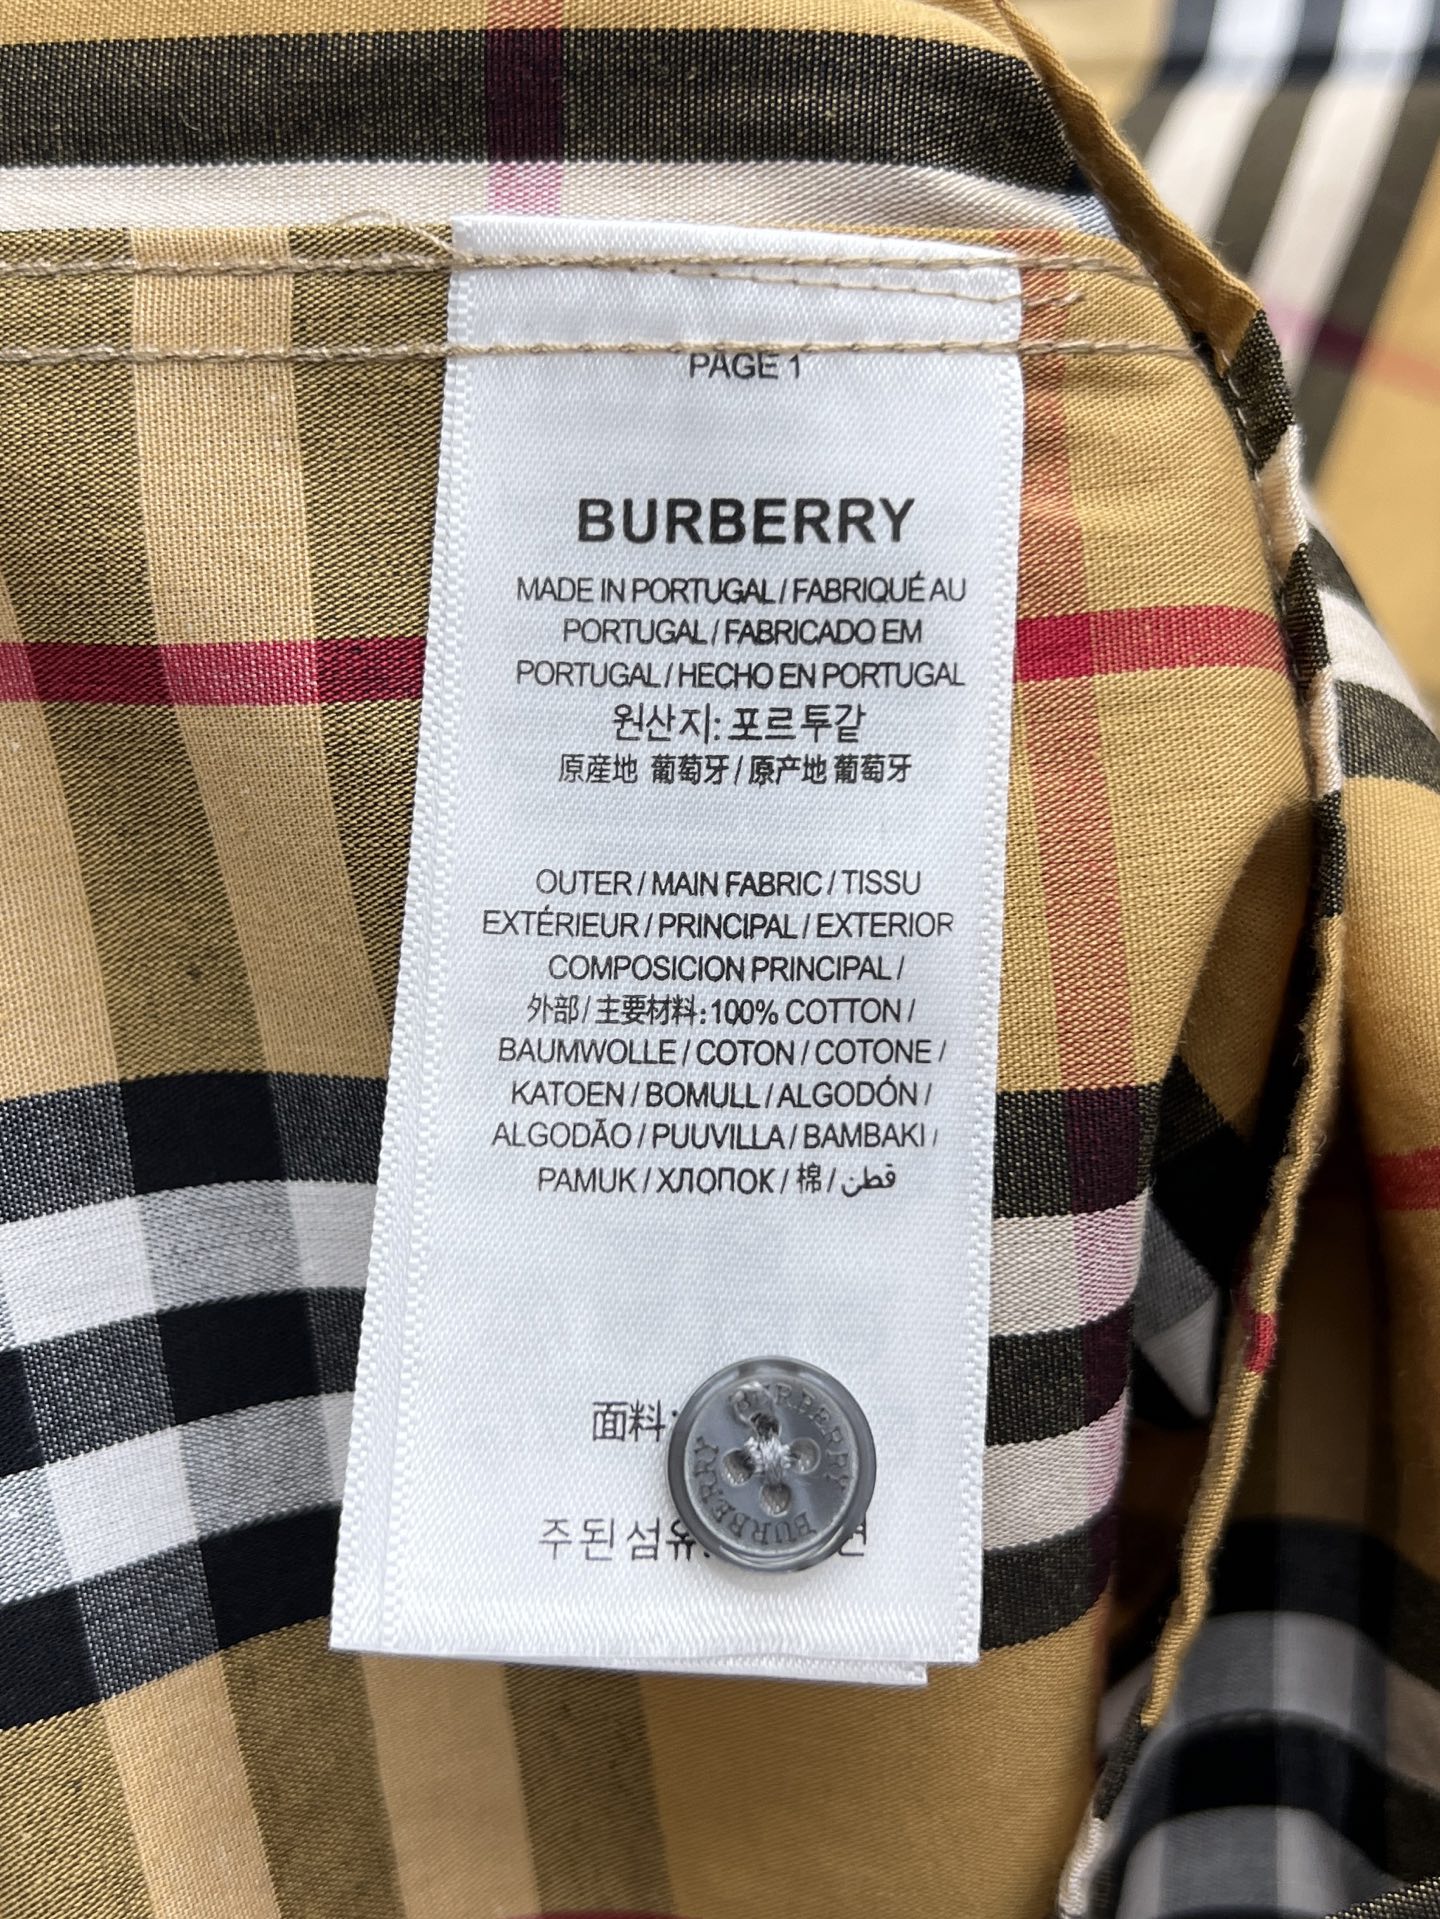 PAGE 1
BURBERRY
MADE IN PORTUGAL / FABRIQUÉ AU
PORTUGAL / FABRICADO EM
PORTUGAL / HECHO EN PORTUGAL
원산지: 포르투갈
原産地 葡萄牙 / 原产地 葡萄牙
OUTER / MAIN FABRIC / TISSU
EXTÉRIEUR / PRINCIPAL / EXTERIOR
COMPOSICION PRINCIPAL /
外部 / 主要材料: 100% COTTON /
BAUMWOLLE / COTON / COTONE /
KATOEN / BOMULL / ALGODÓN /
ALGODÃO / PUUVILLA / BAMBAKI /
PAMUK / ХЛОПОК / 棉 / قطن
面料:
BURBERRY
BURBERRY
주된 섬유: